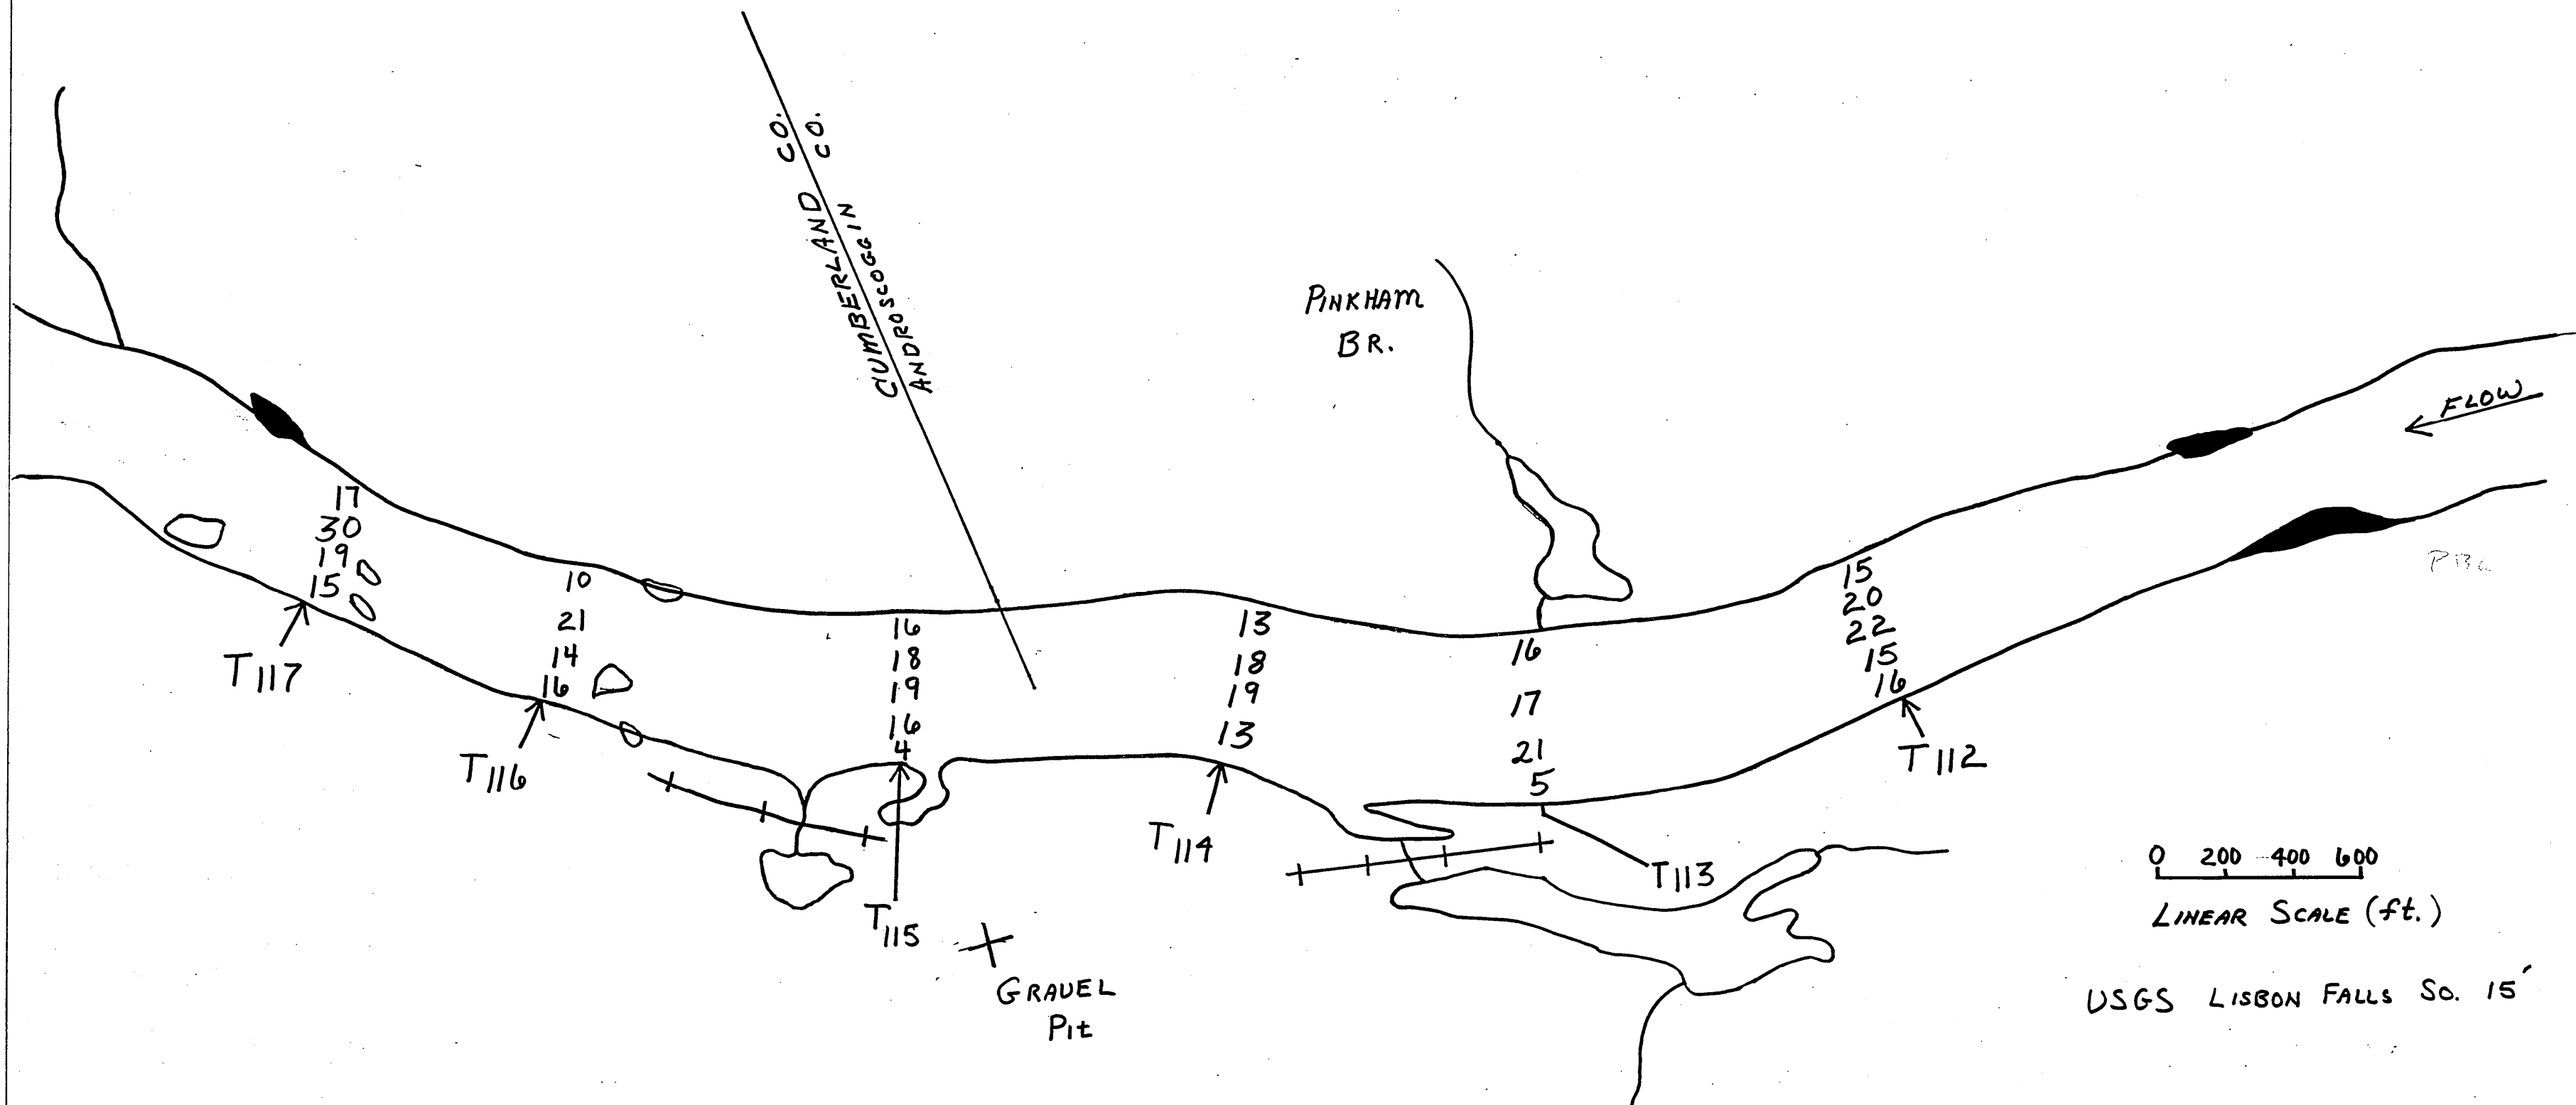 CUMBERLAND CO.
ANDROSCOGGIN CO.
PINKHAM
BR.
FLOW
17
30
19
15
T117
10
21
14
16
T116
16
18
19
16
4
T115
13
18
19
13
T114
16
17
21
5
T113
15
20
22
15
16
T112
GRAVEL
PIt
0 200 400 600
LINEAR SCALE (ft.)
USGS LISBON FALLS SO. 15'